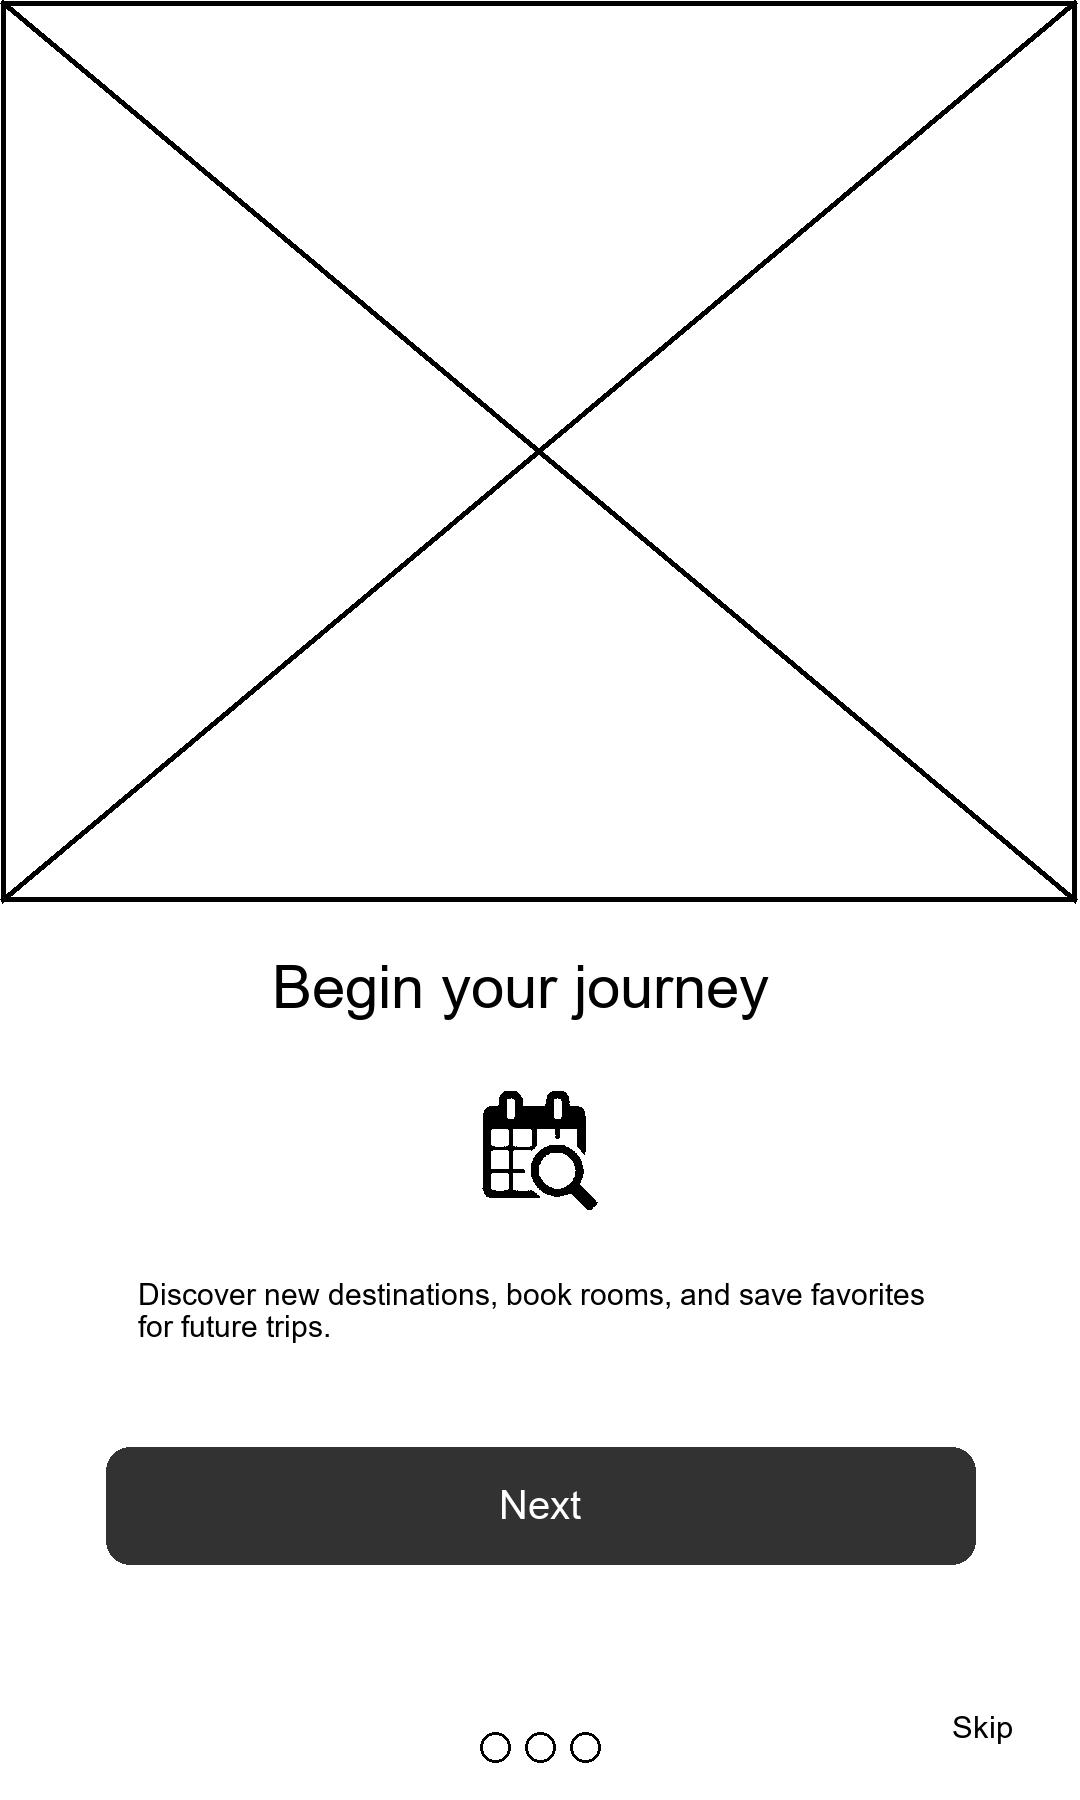 Begin your journey
Discover new destinations, book rooms, and save favorites
for future trips.
Next
Skip